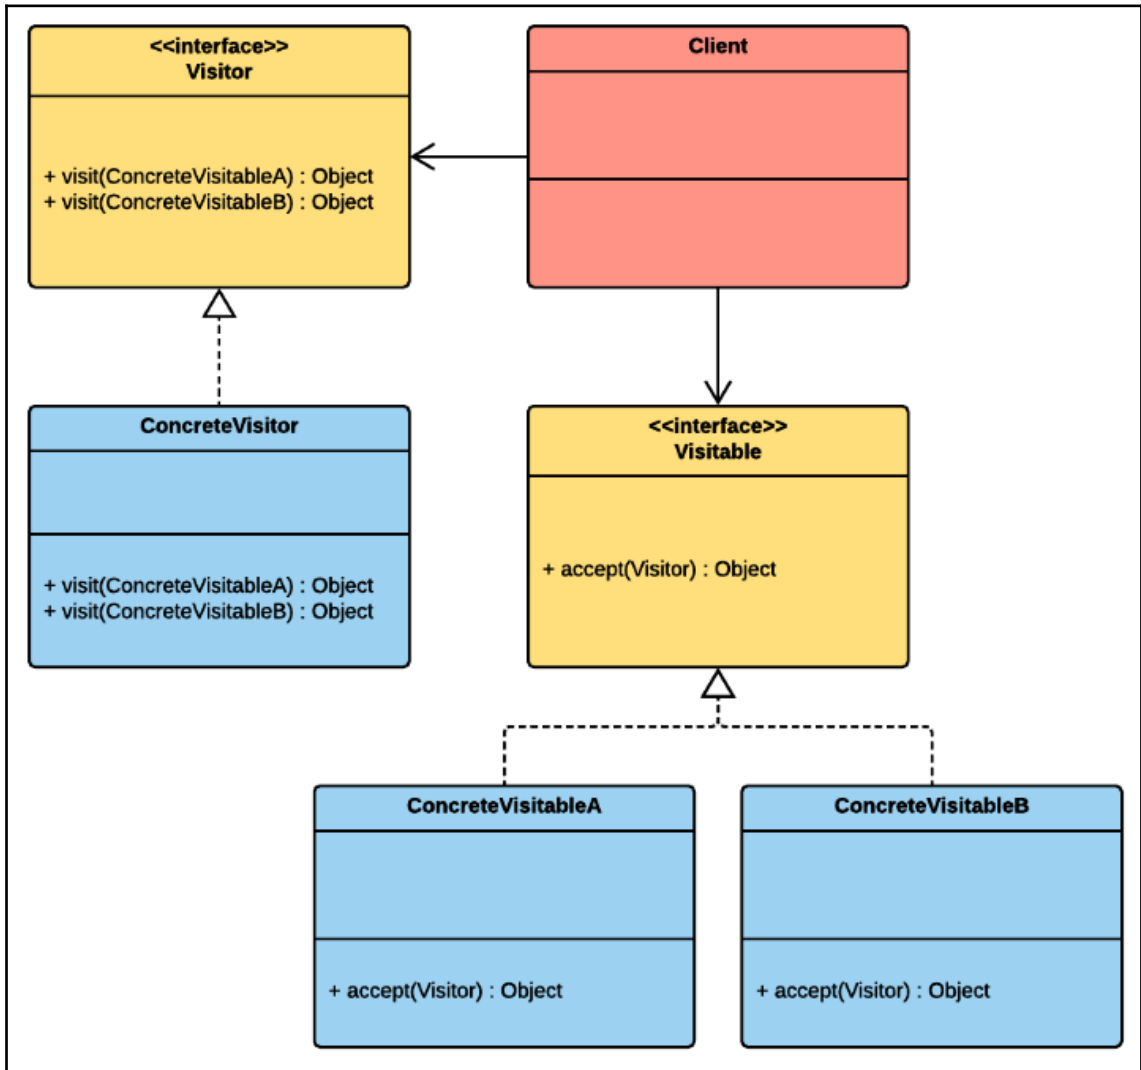 <<interface>>
Visitor
+ visit(ConcreteVisitableA) : Object
+ visit(ConcreteVisitableB) : Object
Client
ConcreteVisitor
+ visit(ConcreteVisitableA) : Object
+ visit(ConcreteVisitableB) : Object
<<interface>>
Visitable
+ accept(Visitor) : Object
ConcreteVisitableA
+ accept(Visitor) : Object
ConcreteVisitableB
+ accept(Visitor) : Object